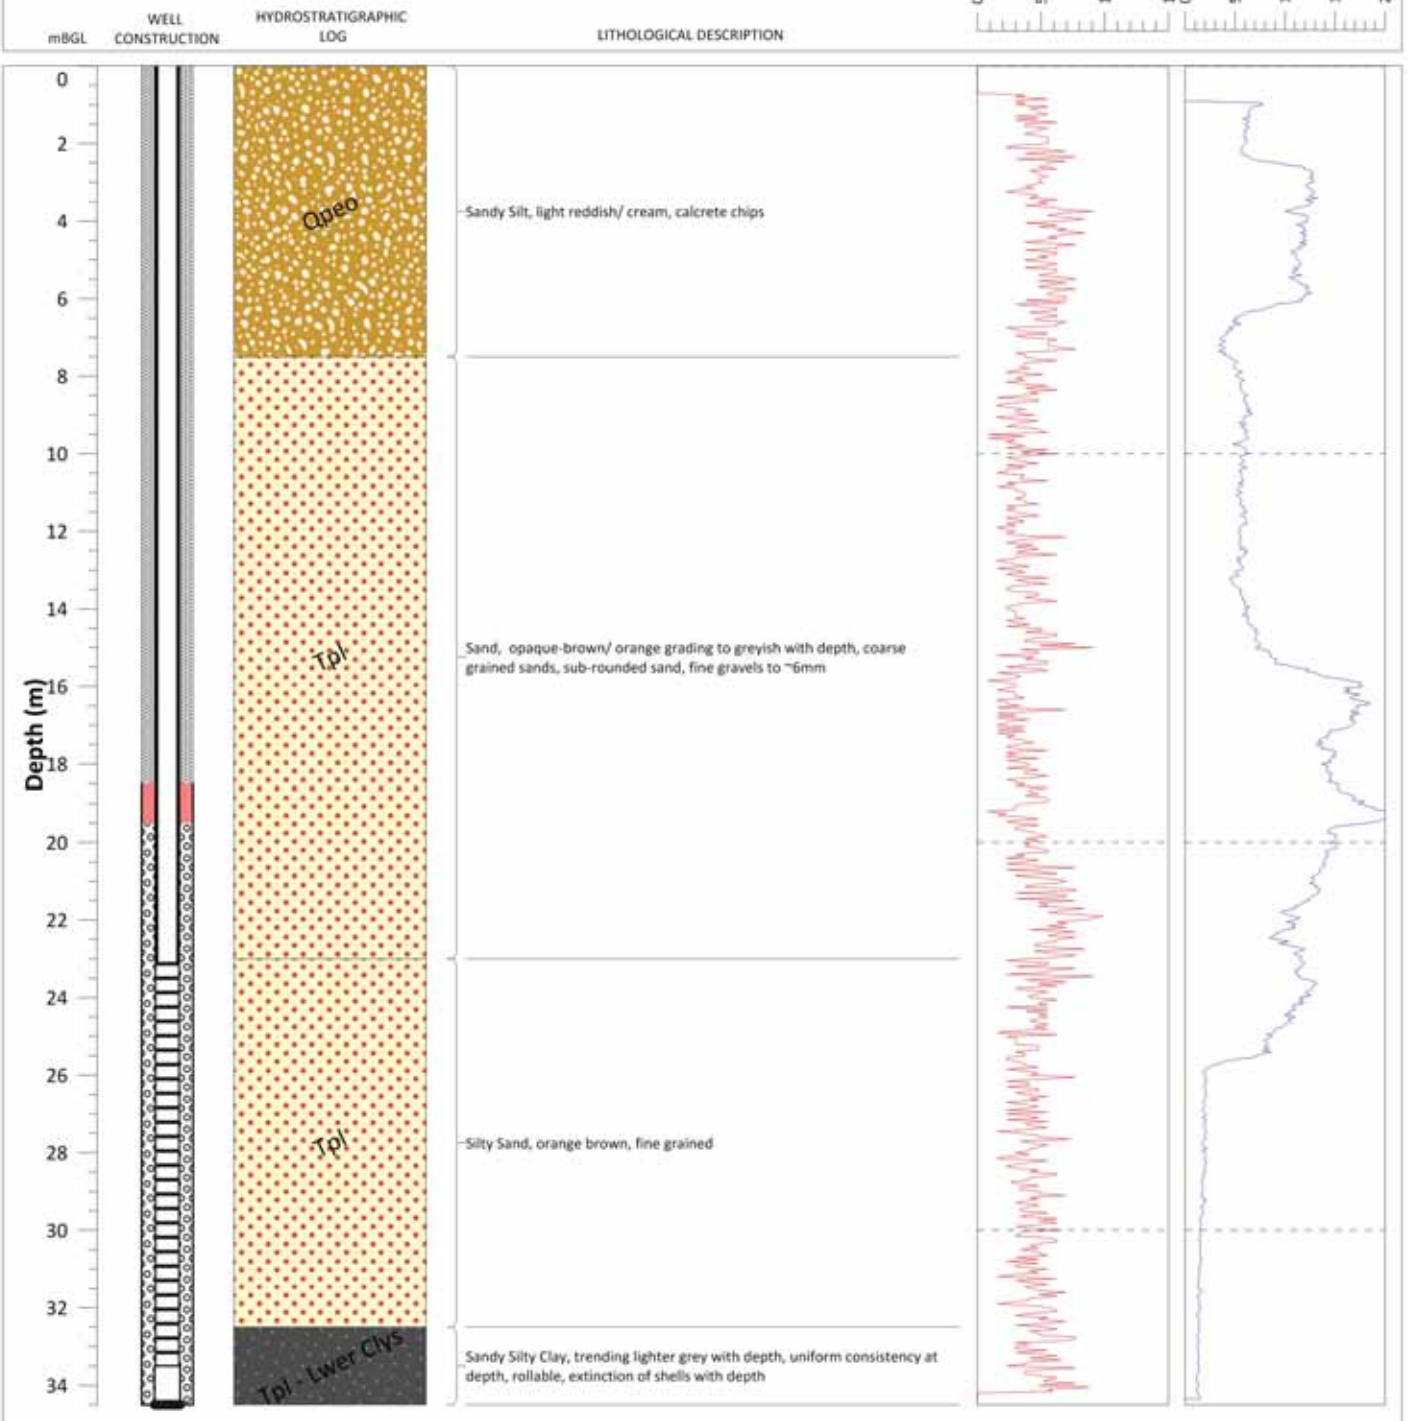 WELL
CONSTRUCTION
HYDROSTRATIGRAPHIC
LOG
mBGL
LITHOLOGICAL DESCRIPTION
0
2
4
6
8
10
12
14
16
18
20
22
24
26
28
30
32
34
Depth (m)
Qpeo
Sandy Silt, light reddish/ cream, calcrete chips
Tpl
Sand, opaque-brown/ orange grading to greyish with depth, coarse
grained sands, sub-rounded sand, fine gravels to ~6mm
Tpl
Silty Sand, orange brown, fine grained
Tpl - Lwer Clys
Sandy Silty Clay, trending lighter grey with depth, uniform consistency at
depth, rollable, extinction of shells with depth